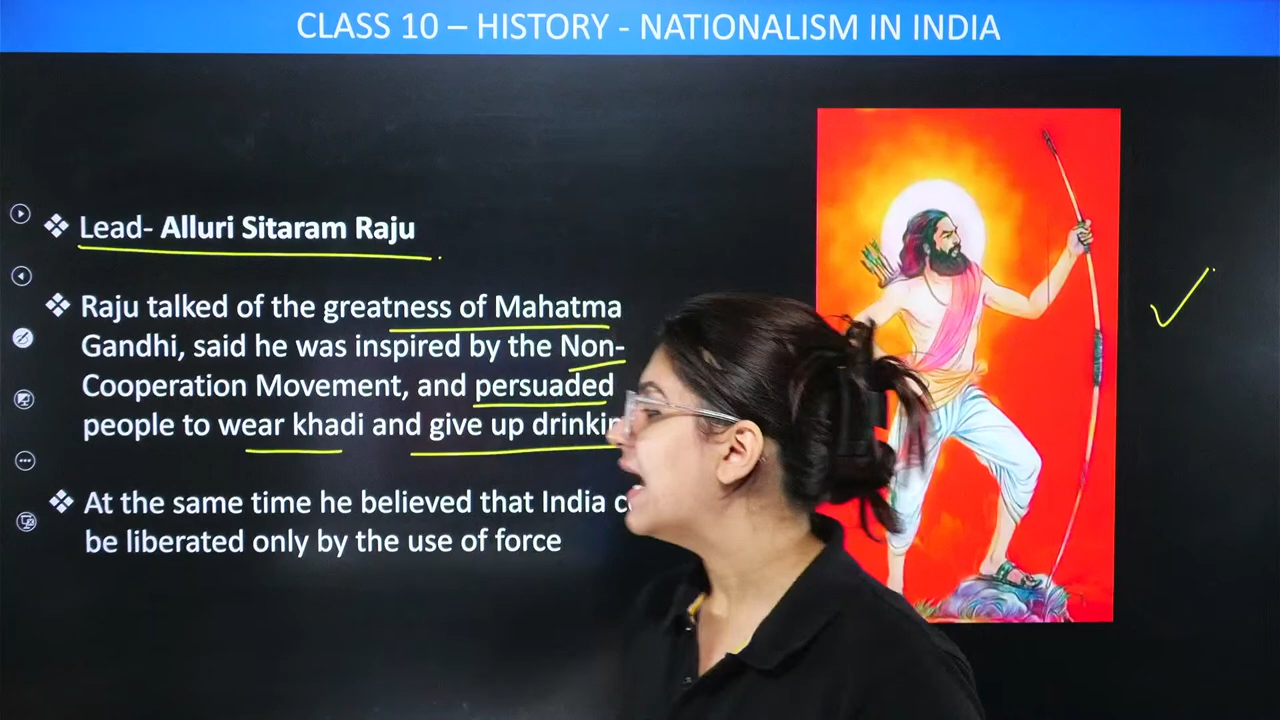 CLASS 10 – HISTORY - NATIONALISM IN INDIA
❖ Lead- Alluri Sitaram Raju
❖ Raju talked of the greatness of Mahatma
Gandhi, said he was inspired by the Non-
Cooperation Movement, and persuaded
people to wear khadi and give up
❖ At the same time he believed that India
be liberated only by the use of force